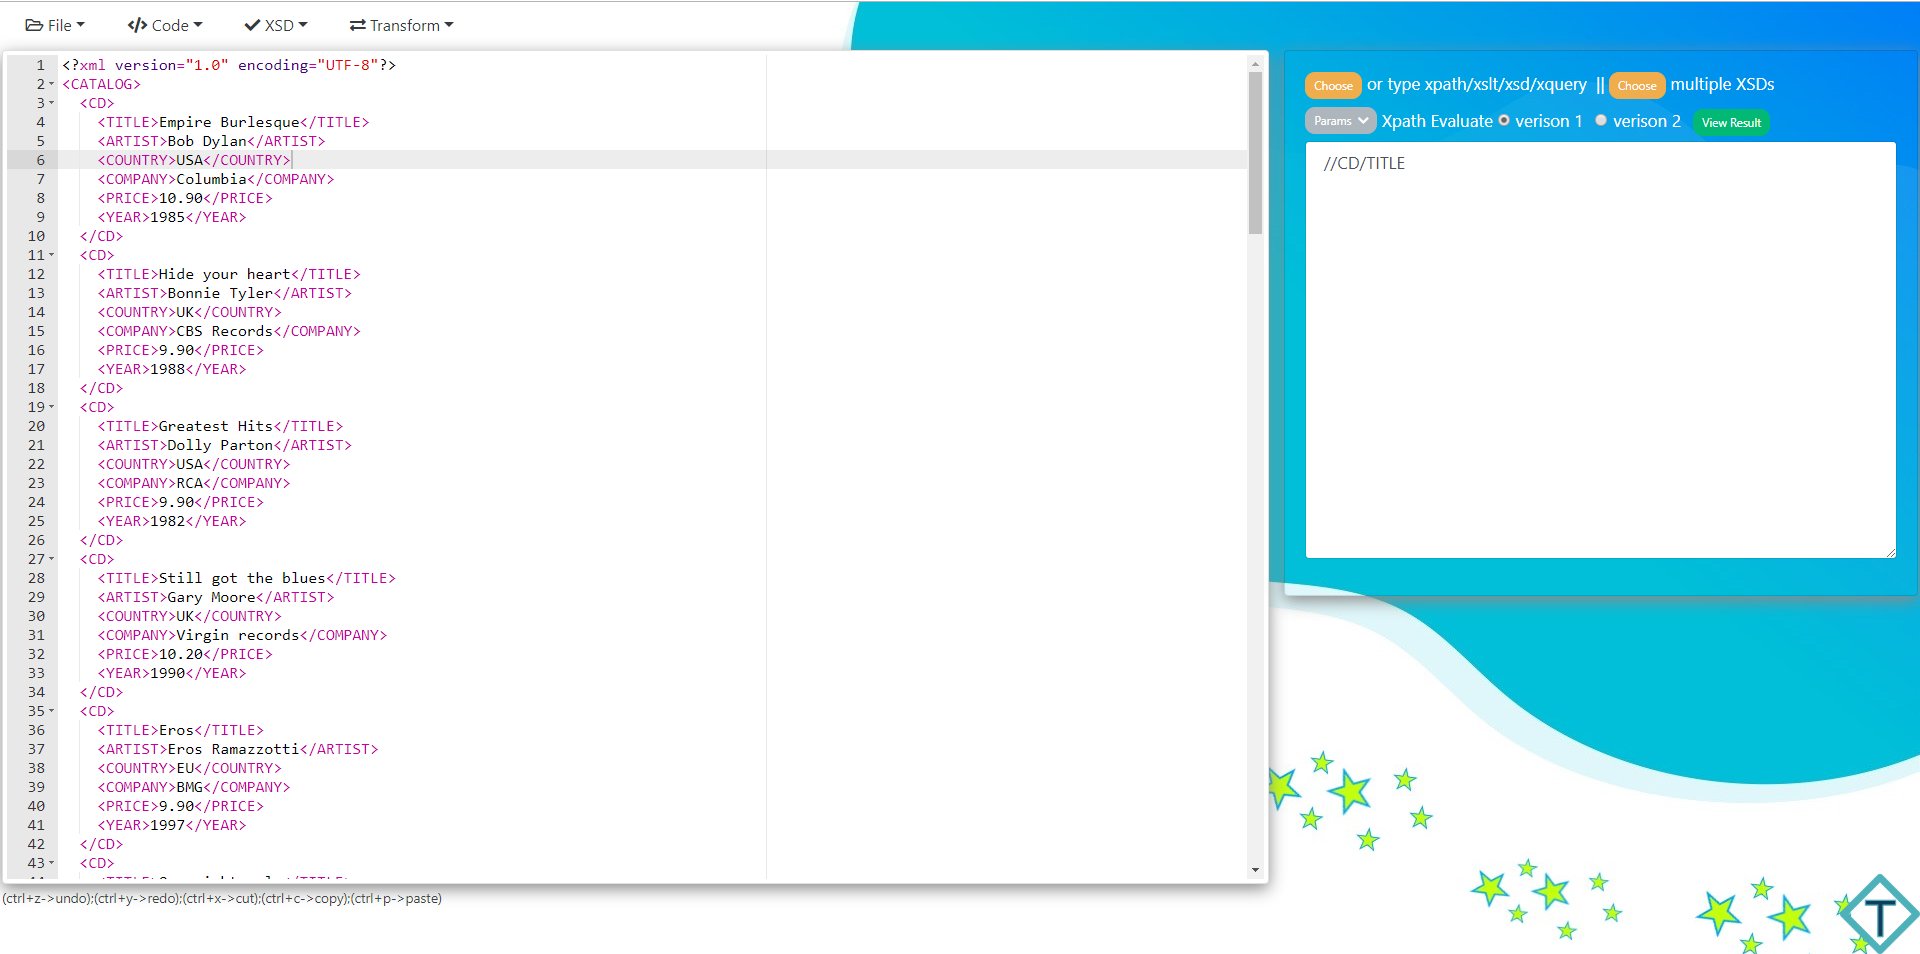 File Code XSD Transform
1 <?xml version="1.0" encoding="UTF-8"?>
2 <CATALOG>
3 <CD>
4 <TITLE>Empire Burlesque</TITLE>
5 <ARTIST>Bob Dylan</ARTIST>
6 <COUNTRY>USA</COUNTRY>
7 <COMPANY>Columbia</COMPANY>
8 <PRICE>10.90</PRICE>
9 <YEAR>1985</YEAR>
10 </CD>
11 <CD>
12 <TITLE>Hide your heart</TITLE>
13 <ARTIST>Bonnie Tyler</ARTIST>
14 <COUNTRY>UK</COUNTRY>
15 <COMPANY>CBS Records</COMPANY>
16 <PRICE>9.90</PRICE>
17 <YEAR>1988</YEAR>
18 </CD>
19 <CD>
20 <TITLE>Greatest Hits</TITLE>
21 <ARTIST>Dolly Parton</ARTIST>
22 <COUNTRY>USA</COUNTRY>
23 <COMPANY>RCA</COMPANY>
24 <PRICE>9.90</PRICE>
25 <YEAR>1982</YEAR>
26 </CD>
27 <CD>
28 <TITLE>Still got the blues</TITLE>
29 <ARTIST>Gary Moore</ARTIST>
30 <COUNTRY>UK</COUNTRY>
31 <COMPANY>Virgin records</COMPANY>
32 <PRICE>10.20</PRICE>
33 <YEAR>1990</YEAR>
34 </CD>
35 <CD>
36 <TITLE>Eros</TITLE>
37 <ARTIST>Eros Ramazzotti</ARTIST>
38 <COUNTRY>EU</COUNTRY>
39 <COMPANY>BMG</COMPANY>
40 <PRICE>9.90</PRICE>
41 <YEAR>1997</YEAR>
42 </CD>
43 <CD>
(ctrl+z->undo);(ctrl+y->redo);(ctrl+x->cut);(ctrl+c->copy);(ctrl+p->paste)
Choose or type xpath/xslt/xsd/xquery || Choose multiple XSDs
Params Xpath Evaluate verison 1 verison 2 View Result
//CD/TITLE
T